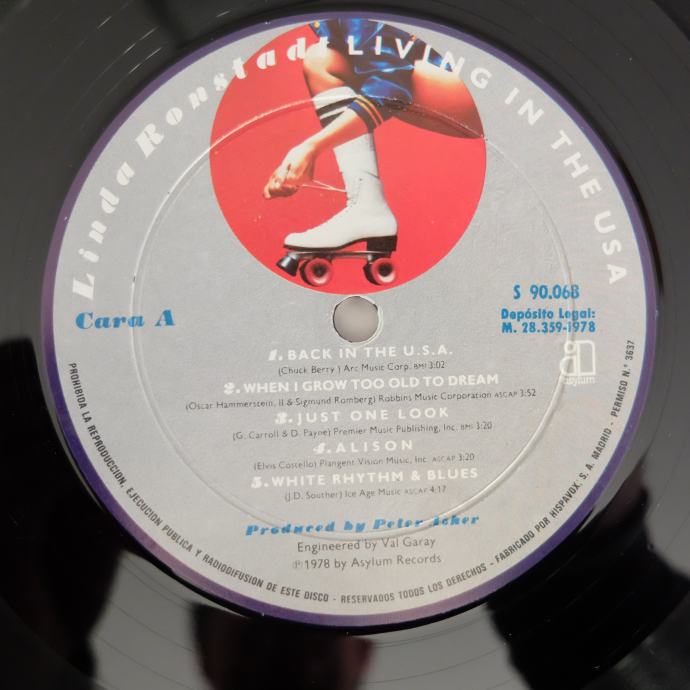 Linda Ronstadt LIVING IN THE USA
Cara A
S 90.068
Depósito Legal:
M. 28.359-1978
asylum
1. BACK IN THE U.S.A.
(Chuck Berry ) Arc Music Corp. BMI 3:02
2. WHEN I GROW TOO OLD TO DREAM
(Oscar Hammerstein, II & Sigmund Romberg) Robbins Music Corporation ASCAP 3:52
3. JUST ONE LOOK
(G. Carroll & D. Payne) Premier Music Publishing, Inc. BMI 3:20
4. ALISON
(Elvis Costello) Plangent Vision Music, Inc. ASCAP 3:20
5. WHITE RHYTHM & BLUES
(J.D. Souther) Ice Age Music ASCAP 4:17
Produced by Peter Asher
Engineered by Val Garay
℗ 1978 by Asylum Records
PROHIBIDA LA REPRODUCCION, EJECUCION PUBLICA Y RADIODIFUSION DE ESTE DISCO - RESERVADOS TODOS LOS DERECHOS - FABRICADO POR HISPAVOX, S. A. MADRID - PERMISO N.° 3637